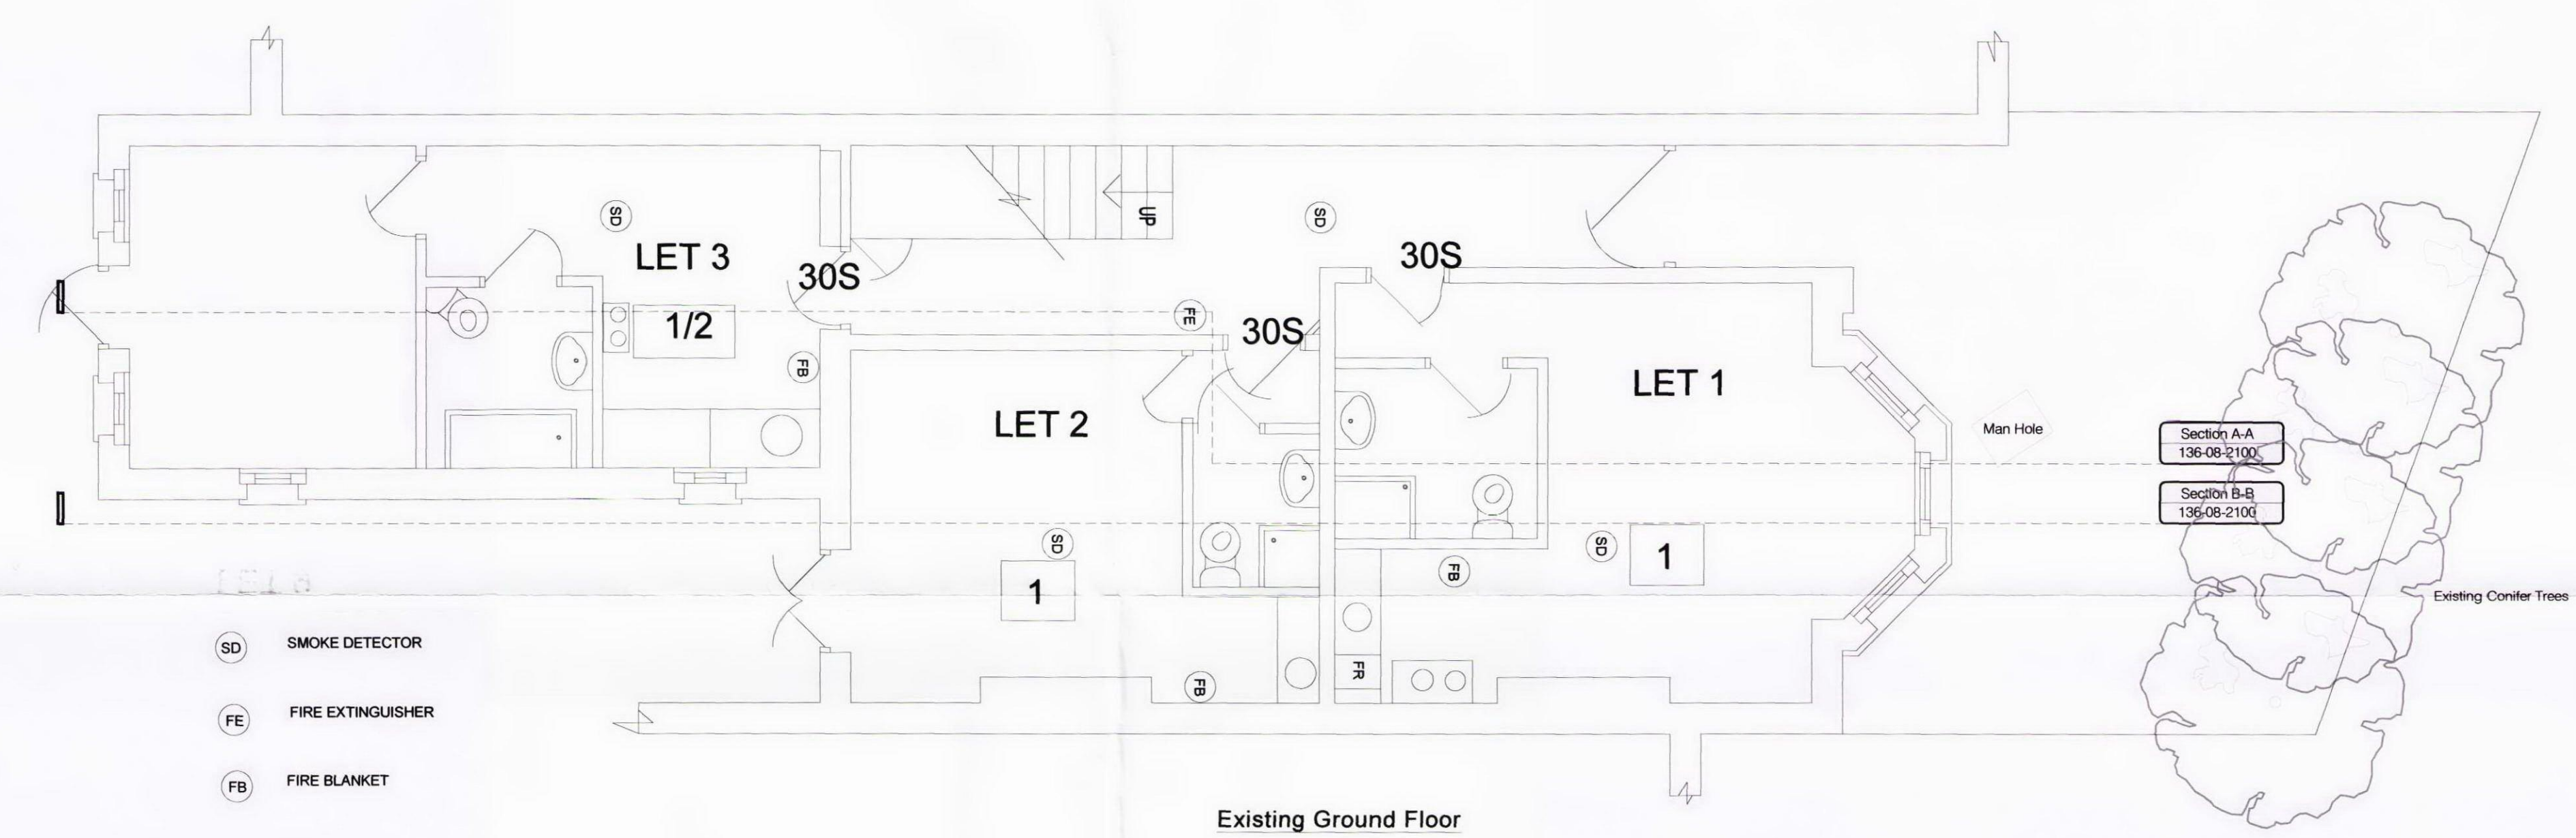 SD
UP
SD
LET 3
30S
30S
1/2
FE
30S
FB
LET 1
LET 2
Man Hole
Section A-A
136-08-2100
Section B-B
136-08-2100
SD
SD
1
FB
1
Existing Conifer Trees
SD SMOKE DETECTOR
FR
FB
FE FIRE EXTINGUISHER
FB FIRE BLANKET
Existing Ground Floor